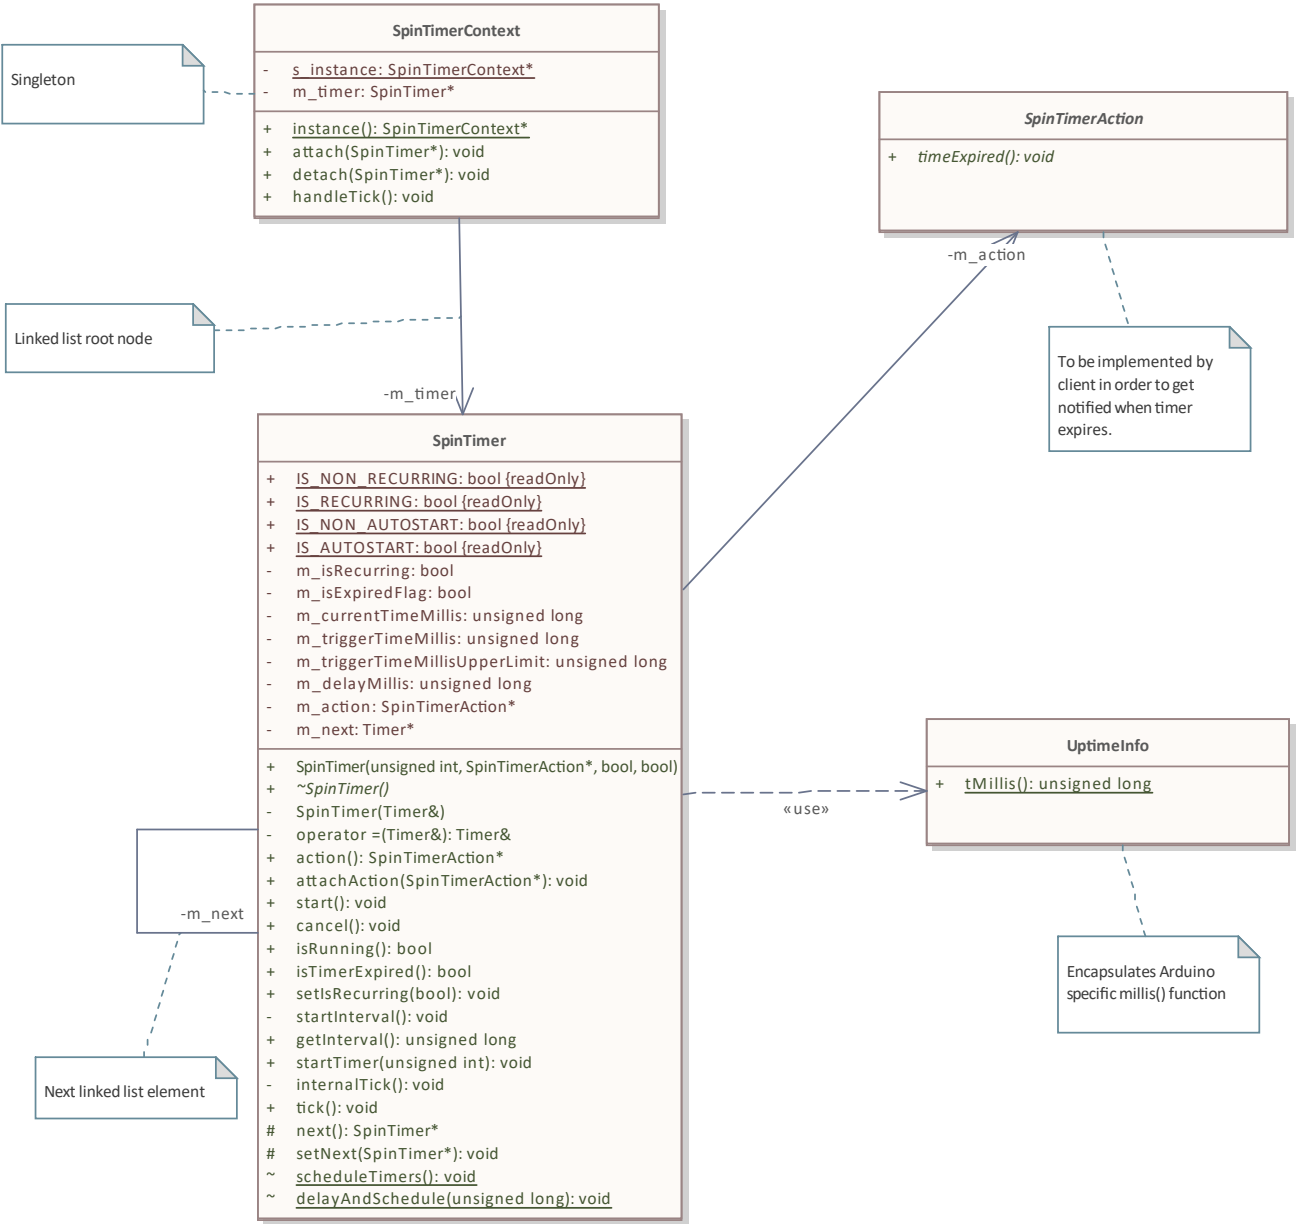 SpinTimerContext
Singleton
- s_instance: SpinTimerContext*
- m_timer: SpinTimer*
+ instance(): SpinTimerContext*
+ attach(SpinTimer*): void
+ detach(SpinTimer*): void
+ handleTick(): void
SpinTimerAction
+ timeExpired(): void
-m_action
Linked list root node
To be implemented by
client in order to get
notified when timer
expires.
-m_timer
SpinTimer
+ IS_NON_RECURRING: bool {readOnly}
+ IS_RECURRING: bool {readOnly}
+ IS_NON_AUTOSTART: bool {readOnly}
+ IS_AUTOSTART: bool {readOnly}
- m_isRecurring: bool
- m_isExpiredFlag: bool
- m_currentTimeMillis: unsigned long
- m_triggerTimeMillis: unsigned long
- m_triggerTimeMillisUpperLimit: unsigned long
- m_delayMillis: unsigned long
- m_action: SpinTimerAction*
- m_next: Timer*
+ SpinTimer(unsigned int, SpinTimerAction*, bool, bool)
+ ~SpinTimer()
- SpinTimer(Timer&)
- operator =(Timer&): Timer&
+ action(): SpinTimerAction*
+ attachAction(SpinTimerAction*): void
+ start(): void
+ cancel(): void
+ isRunning(): bool
+ isTimerExpired(): bool
+ setIsRecurring(bool): void
- startInterval(): void
+ getInterval(): unsigned long
+ startTimer(unsigned int): void
- internalTick(): void
+ tick(): void
# next(): SpinTimer*
# setNext(SpinTimer*): void
~ scheduleTimers(): void
~ delayAndSchedule(unsigned long): void
UptimeInfo
+ tMillis(): unsigned long
«use»
-m_next
Encapsulates Arduino
specific millis() function
Next linked list element